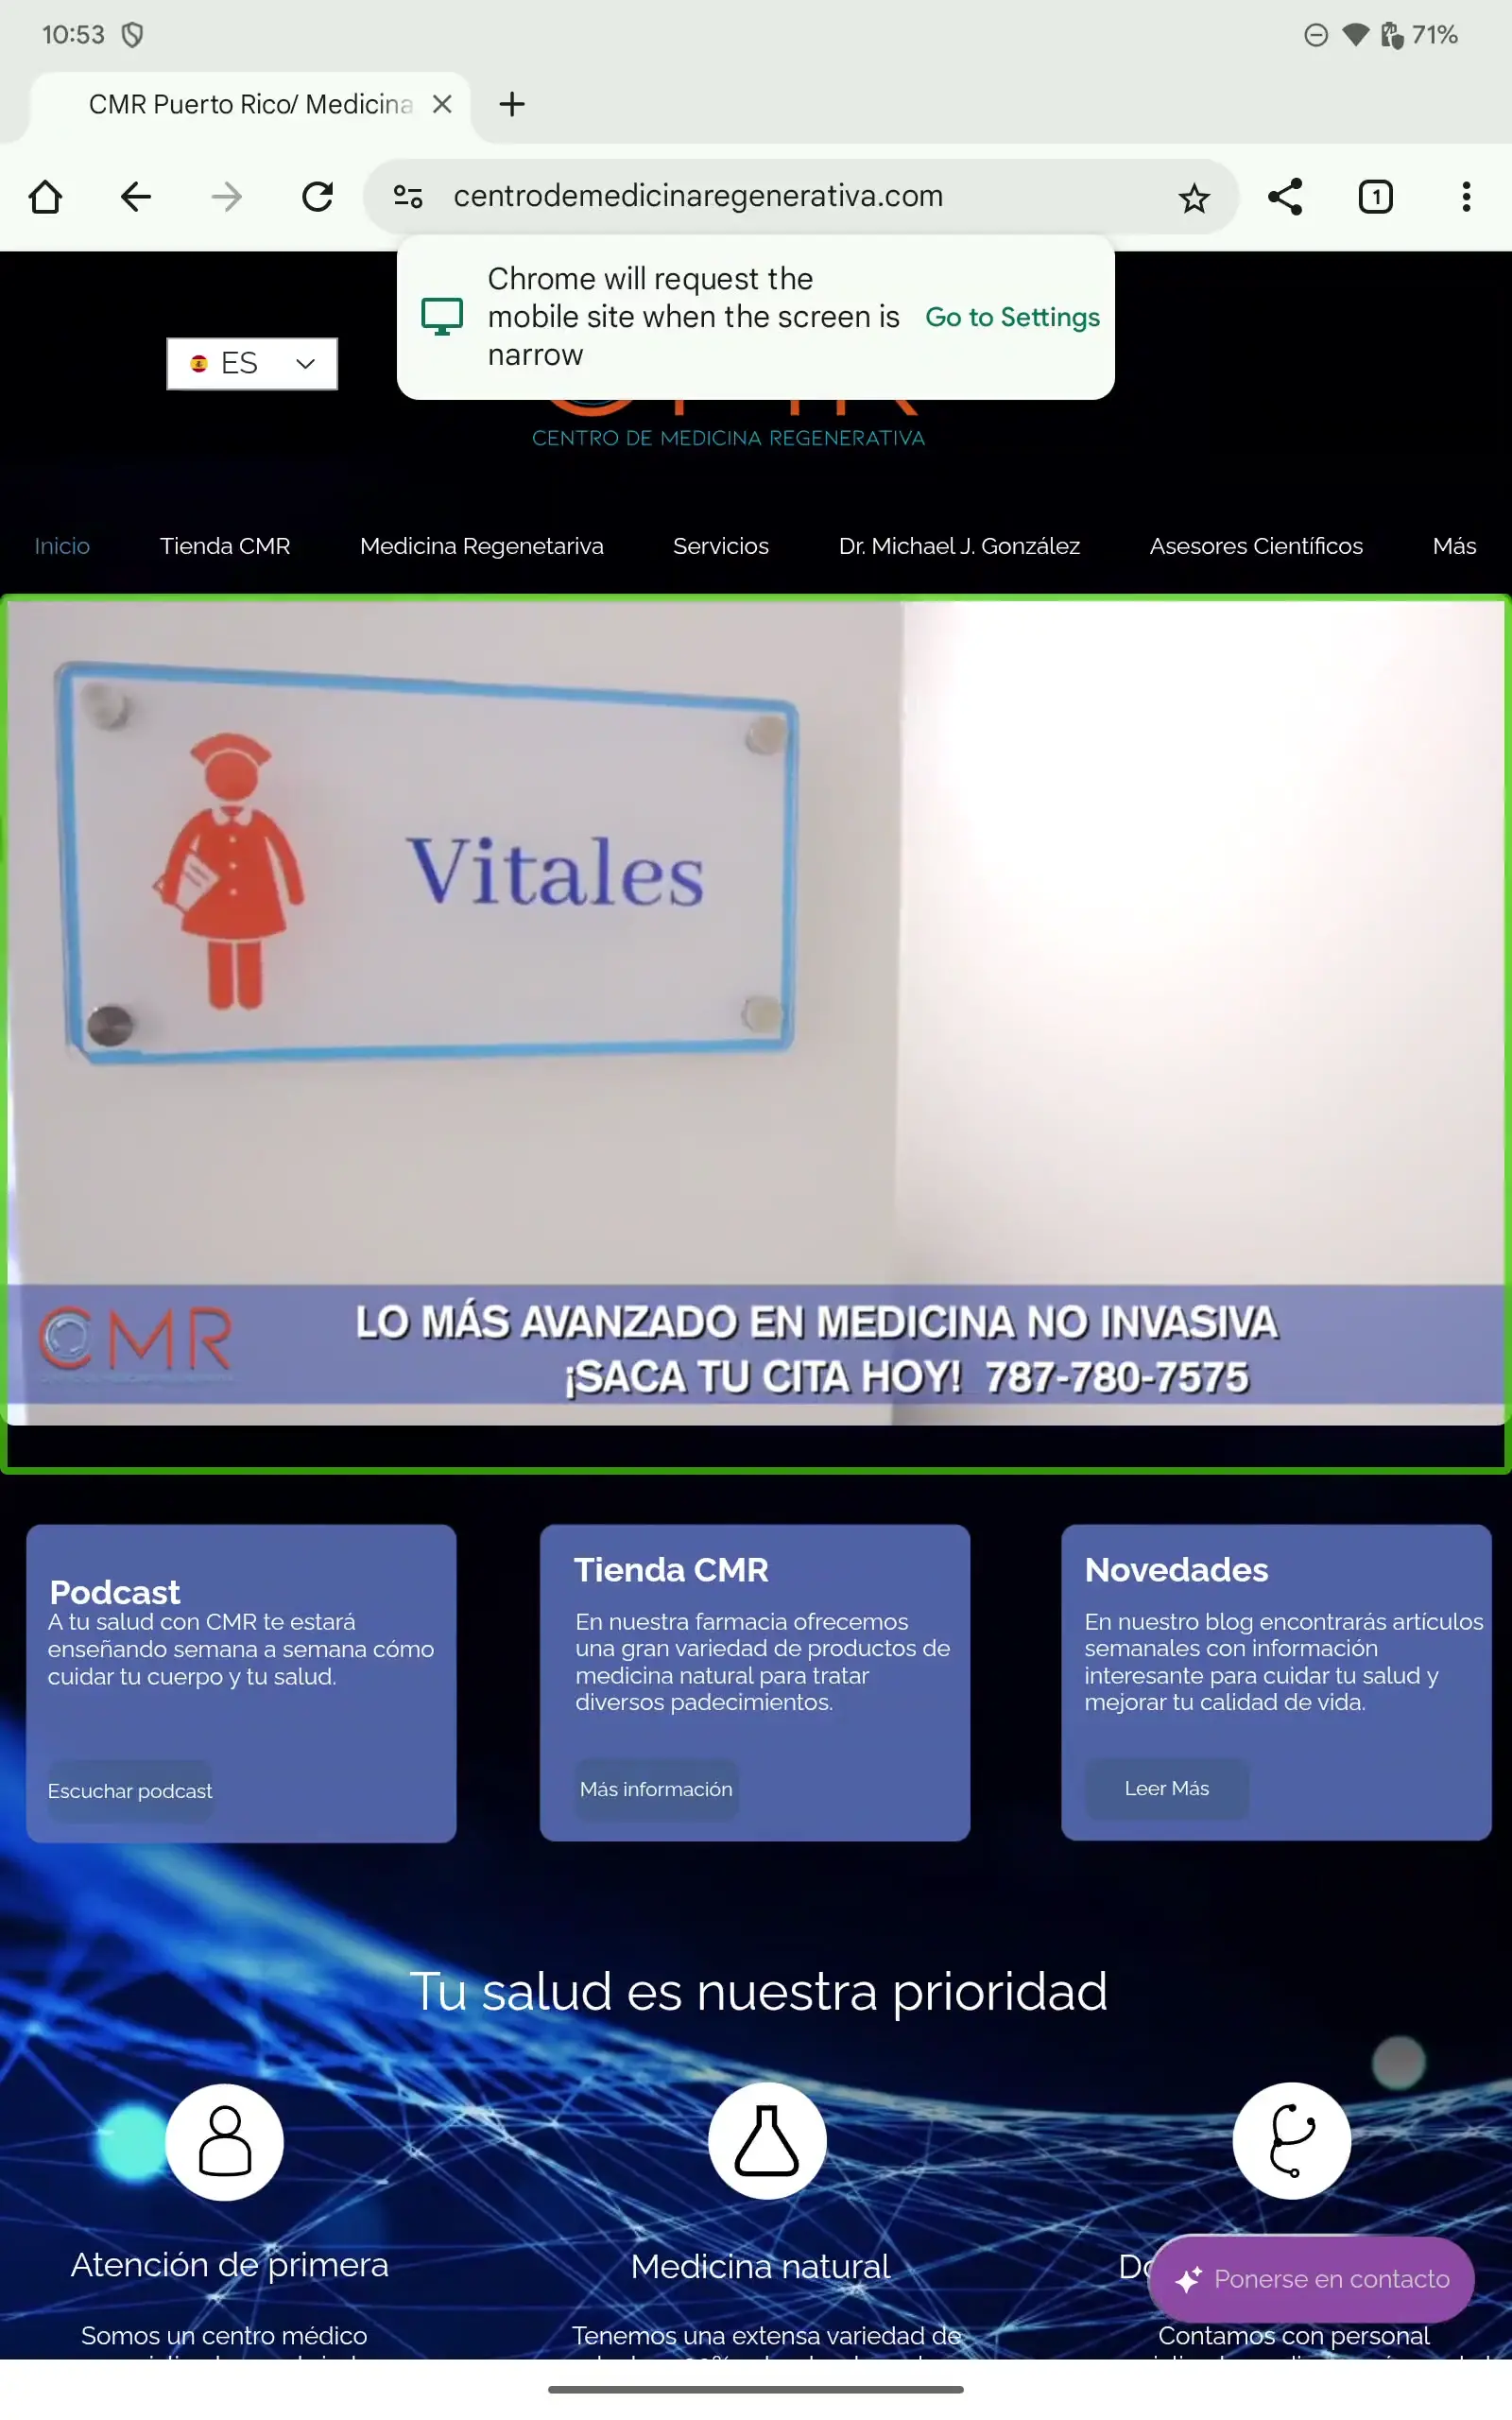 10:53
71%
CMR Puerto Rico/ Medicina
centrodemedicinaregenerativa.com
1
Chrome will request the
mobile site when the screen is
narrow
Go to Settings
ES
CENTRO DE MEDICINA REGENERATIVA
Inicio
Tienda CMR
Medicina Regenetariva
Servicios
Dr. Michael J. González
Asesores Científicos
Más
Vitales
CMR
LO MÁS AVANZADO EN MEDICINA NO INVASIVA
¡SACA TU CITA HOY! 787-780-7575
Podcast
A tu salud con CMR te estará
enseñando semana a semana cómo
cuidar tu cuerpo y tu salud.
Escuchar podcast
Tienda CMR
En nuestra farmacia ofrecemos
una gran variedad de productos de
medicina natural para tratar
diversos padecimientos.
Más información
Novedades
En nuestro blog encontrarás artículos
semanales con información
interesante para cuidar tu salud y
mejorar tu calidad de vida.
Leer Más
Tu salud es nuestra prioridad
Atención de primera
Somos un centro médico
Medicina natural
Tenemos una extensa variedad de
Ponerse en contacto
Contamos con personal